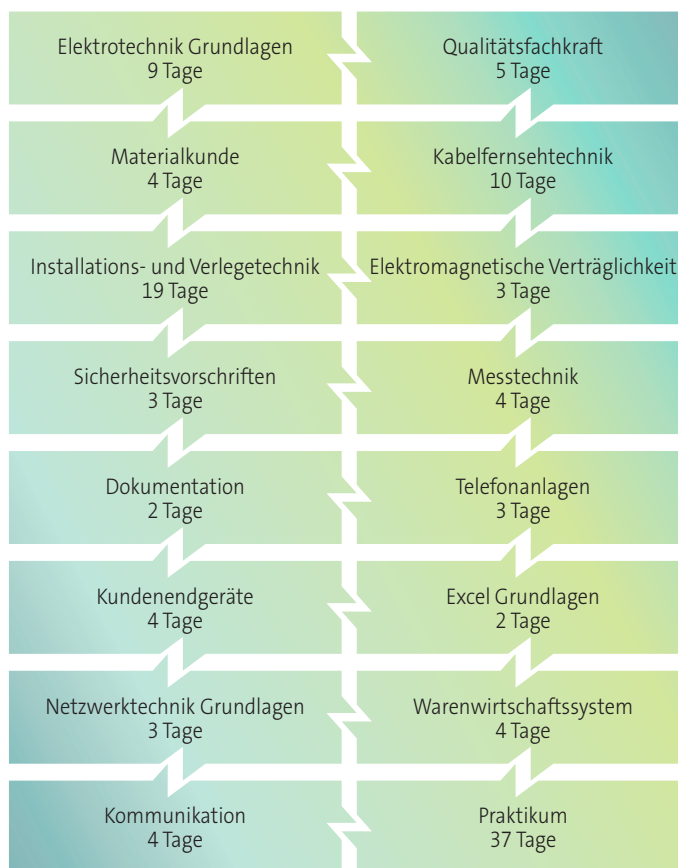 Elektrotechnik Grundlagen
9 Tage
Qualitätsfachkraft
5 Tage
Materialkunde
4 Tage
Kabelfernsehtechnik
10 Tage
Installations- und Verlegetechnik
19 Tage
Elektromagnetische Verträglichkeit
3 Tage
Sicherheitsvorschriften
3 Tage
Messtechnik
4 Tage
Dokumentation
2 Tage
Telefonanlagen
3 Tage
Kundenendgeräte
4 Tage
Excel Grundlagen
2 Tage
Netzwerktechnik Grundlagen
3 Tage
Warenwirtschaftssystem
4 Tage
Kommunikation
4 Tage
Praktikum
37 Tage